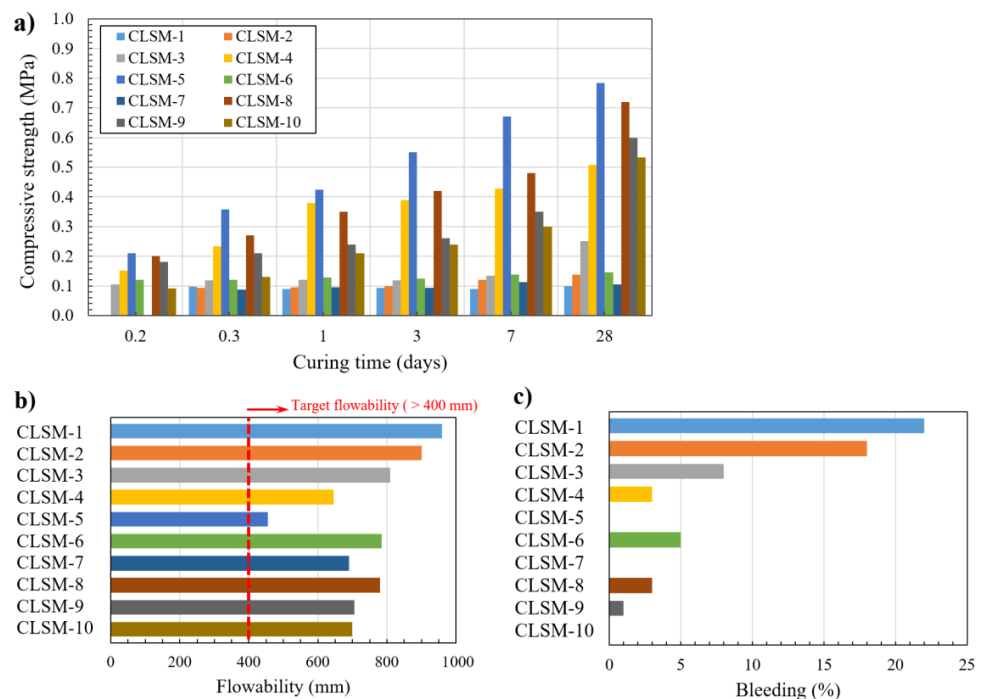 a)
Compressive strength (MPa)
1.0
0.9
0.8
0.7
0.6
0.5
0.4
0.3
0.2
0.1
0.0
CLSM-1 CLSM-2
CLSM-3 CLSM-4
CLSM-5 CLSM-6
CLSM-7 CLSM-8
CLSM-9 CLSM-10
0.2 0.3 1 3 7 28
Curing time (days)
b)
Target flowability ( > 400 mm)
CLSM-1
CLSM-2
CLSM-3
CLSM-4
CLSM-5
CLSM-6
CLSM-7
CLSM-8
CLSM-9
CLSM-10
0 200 400 600 800 1000
Flowability (mm)
c)
CLSM-1
CLSM-2
CLSM-3
CLSM-4
CLSM-5
CLSM-6
CLSM-7
CLSM-8
CLSM-9
CLSM-10
0 5 10 15 20 25
Bleeding (%)